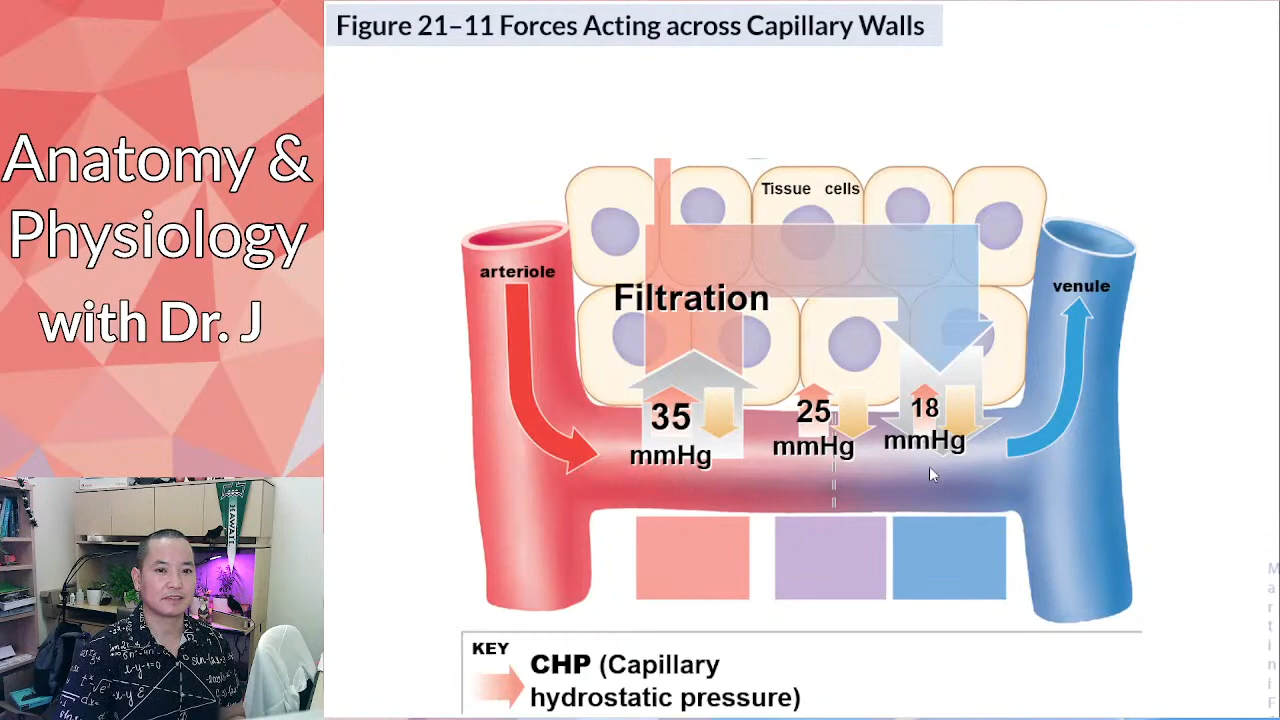 Figure 21–11 Forces Acting across Capillary Walls
Anatomy &
Physiology
with Dr. J
Tissue cells
arteriole
venule
Filtration
35
mmHg
25
mmHg
18
mmHg
HAWAII
KEY
CHP (Capillary
hydrostatic pressure)
M
a
r
t
i
n
i
F